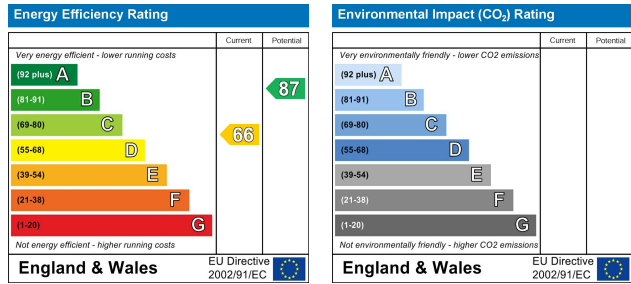 Energy Efficiency Rating
Current Potential
Very energy efficient - lower running costs
(92 plus) A
(81-91) B
(69-80) C
(55-68) D
(39-54) E
(21-38) F
(1-20) G
66
87
Not energy efficient - higher running costs
England & Wales
EU Directive
2002/91/EC
Environmental Impact (CO₂) Rating
Current Potential
Very environmentally friendly - lower CO2 emissions
(92 plus) A
(81-91) B
(69-80) C
(55-68) D
(39-54) E
(21-38) F
(1-20) G
Not environmentally friendly - higher CO2 emissions
England & Wales
EU Directive
2002/91/EC